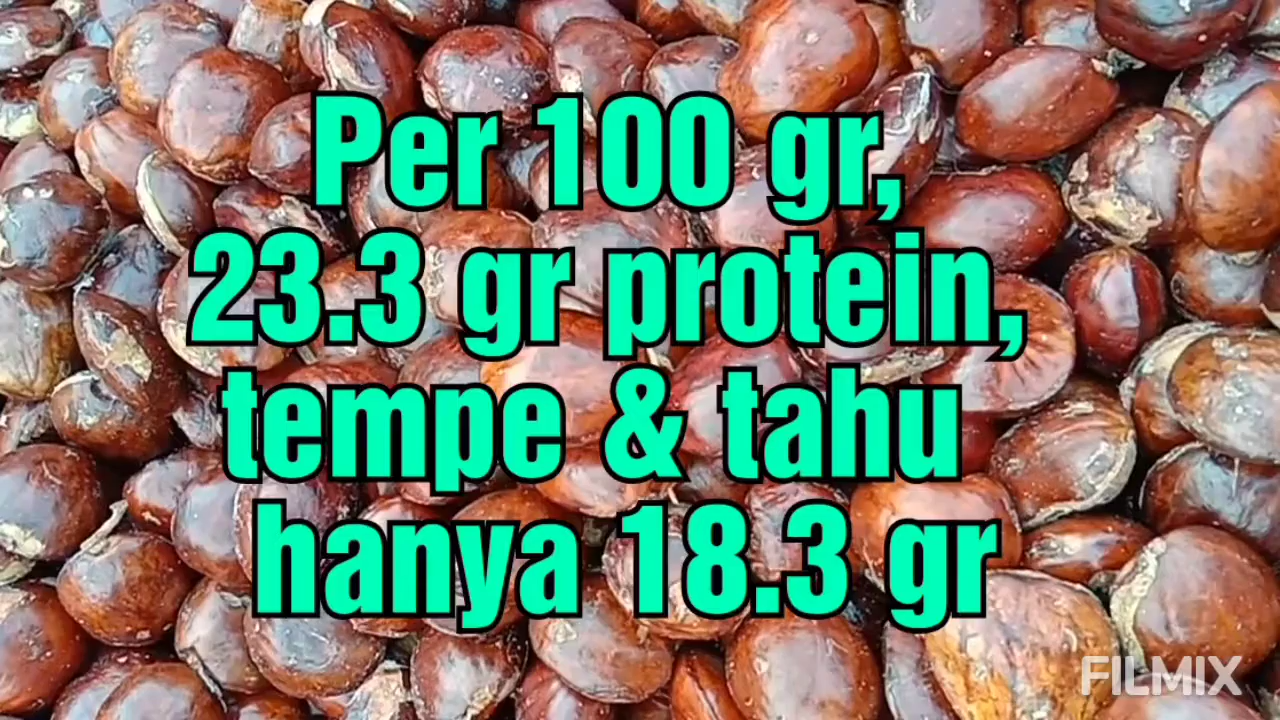 Per 100 gr,
23.3 gr protein,
tempe & tahu
hanya 18.3 gr
FILMIX